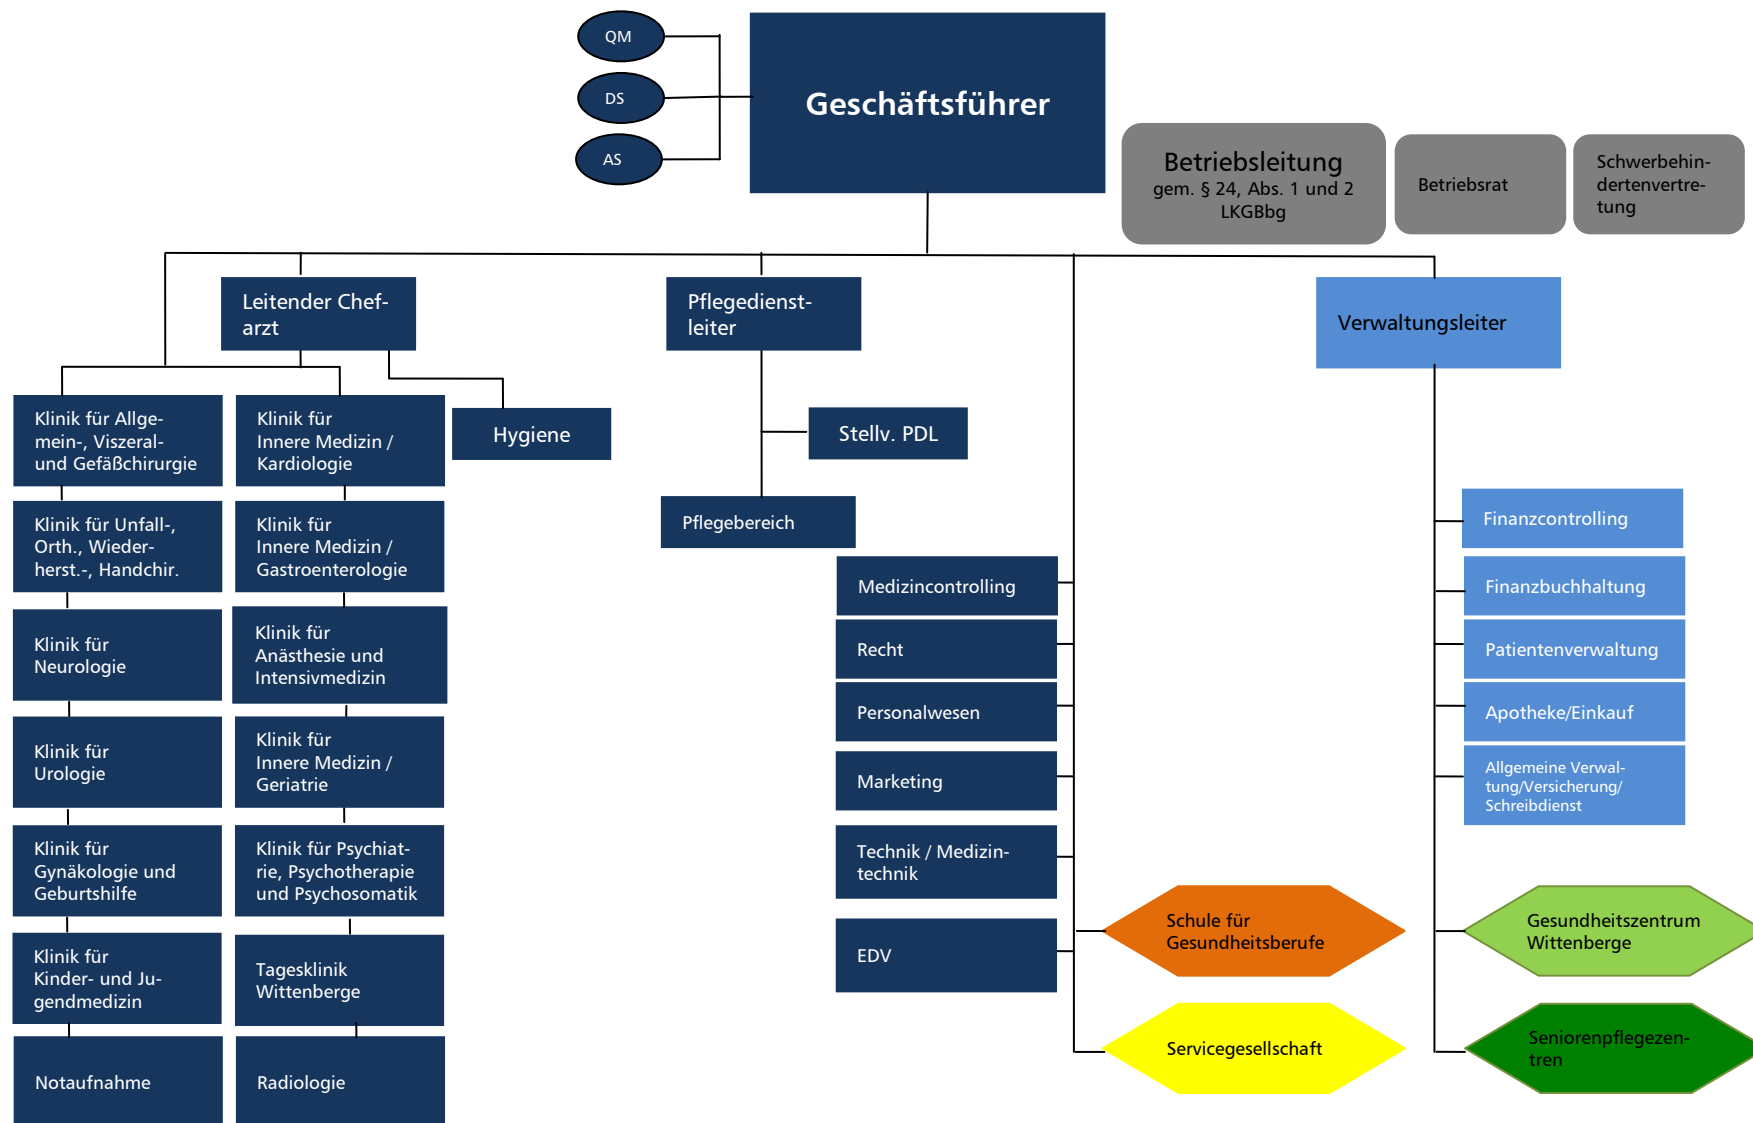 QM
DS
AS
Geschäftsführer
Betriebsleitung
gem. § 24, Abs. 1 und 2
LKGBbg
Betriebsrat
Schwerbehin-
dertenvertre-
tung
Leitender Chef-
arzt
Pflegedienst-
leiter
Verwaltungsleiter
Klinik für Allge-
mein-, Viszeral-
und Gefäßchirurgie
Klinik für
Innere Medizin /
Kardiologie
Hygiene
Stellv. PDL
Klinik für Unfall-,
Orth., Wieder-
herst.-, Handchir.
Klinik für
Innere Medizin /
Gastroenterologie
Pflegebereich
Finanzcontrolling
Medizincontrolling
Finanzbuchhaltung
Klinik für
Neurologie
Klinik für
Anästhesie und
Intensivmedizin
Recht
Patientenverwaltung
Personalwesen
Apotheke/Einkauf
Klinik für
Urologie
Klinik für
Innere Medizin /
Geriatrie
Marketing
Allgemeine Verwal-
tung/Versicherung/
Schreibdienst
Klinik für
Gynäkologie und
Geburtshilfe
Klinik für Psychiat-
rie, Psychotherapie
und Psychosomatik
Technik / Medizin-
technik
Schule für
Gesundheitsberufe
Gesundheitszentrum
Wittenberge
Klinik für
Kinder- und Ju-
gendmedizin
Tagesklinik
Wittenberge
EDV
Servicegesellschaft
Seniorenpflegezen-
tren
Notaufnahme
Radiologie